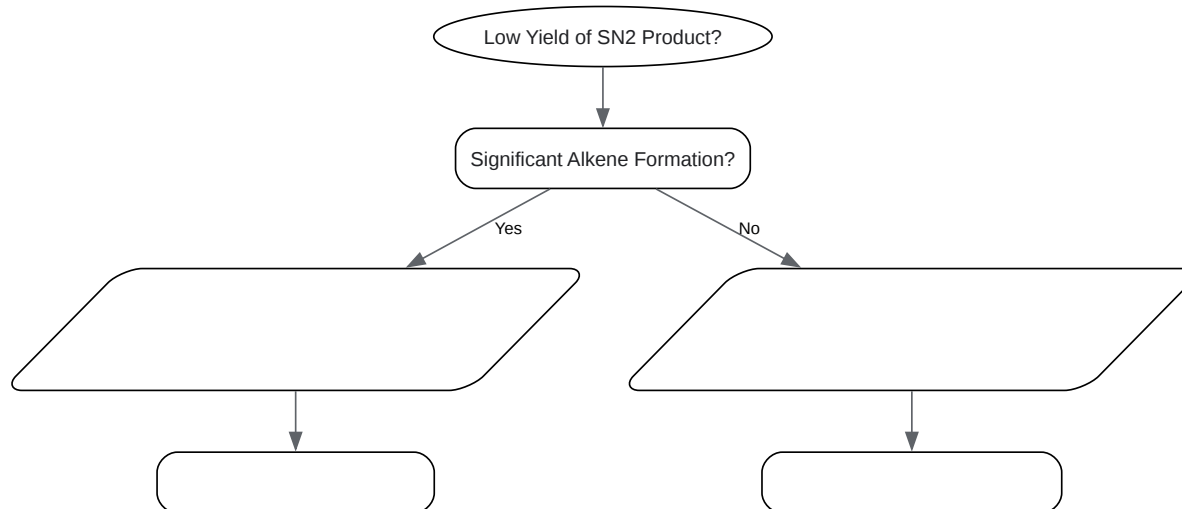 Low Yield of SN2 Product?
Significant Alkene Formation?
Yes
No